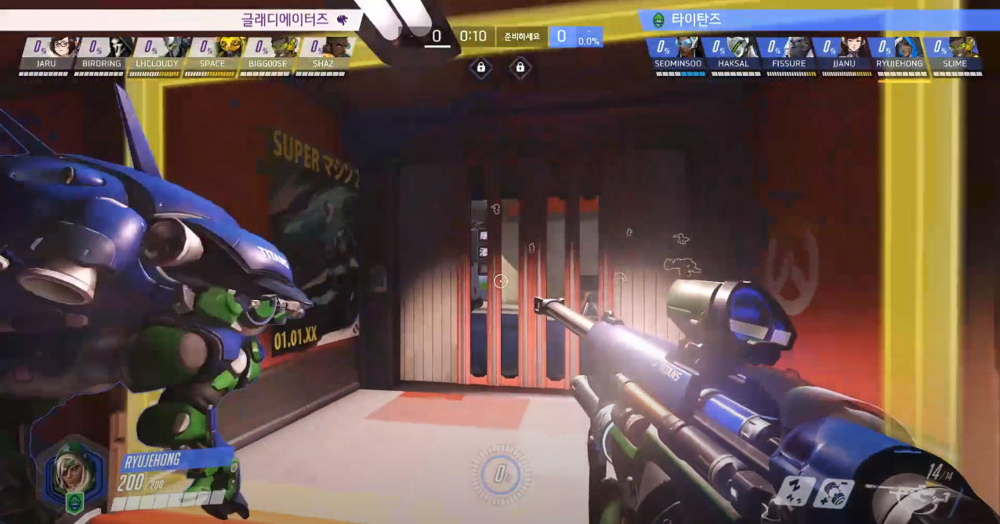 글래디에이터즈
0 0:10 준비하세요 0 0.0%
타이탄즈
0% 0% 0% 0% 0% 0%
JARU BIRDRING LHCLOUDY SPACE BIGG00SE SHAZ
0% 0% 0% 0% 0% 0%
SEOMINSOO HAKSAL FISSURE JJANU RYUJEHONG SLIME
SUPER マシンコ
TITANS
01.01.XX
TITANS
RYUJEHONG
200/200
0%
14/14